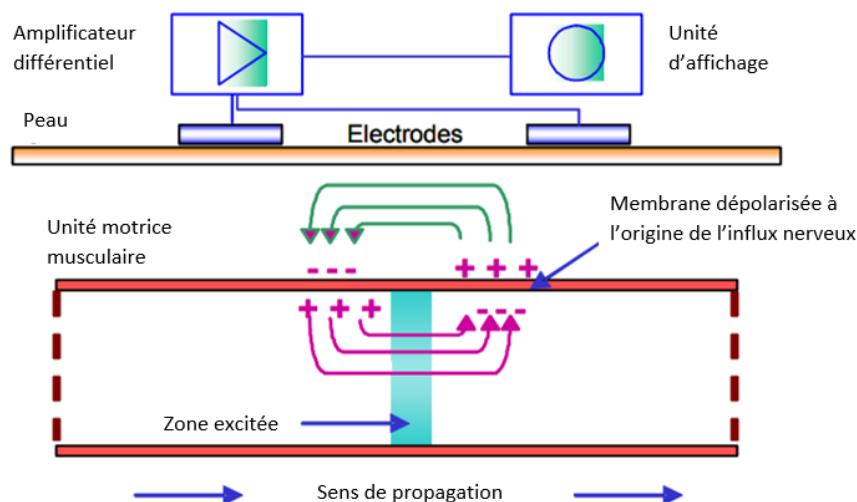 Amplificateur
différentiel
Unité
d'affichage
Peau
Electrodes
Membrane dépolarisée à
l'origine de l'influx nerveux
Unité motrice
musculaire
- - -
+ + +
+ + +
- - -
Zone excitée
Sens de propagation